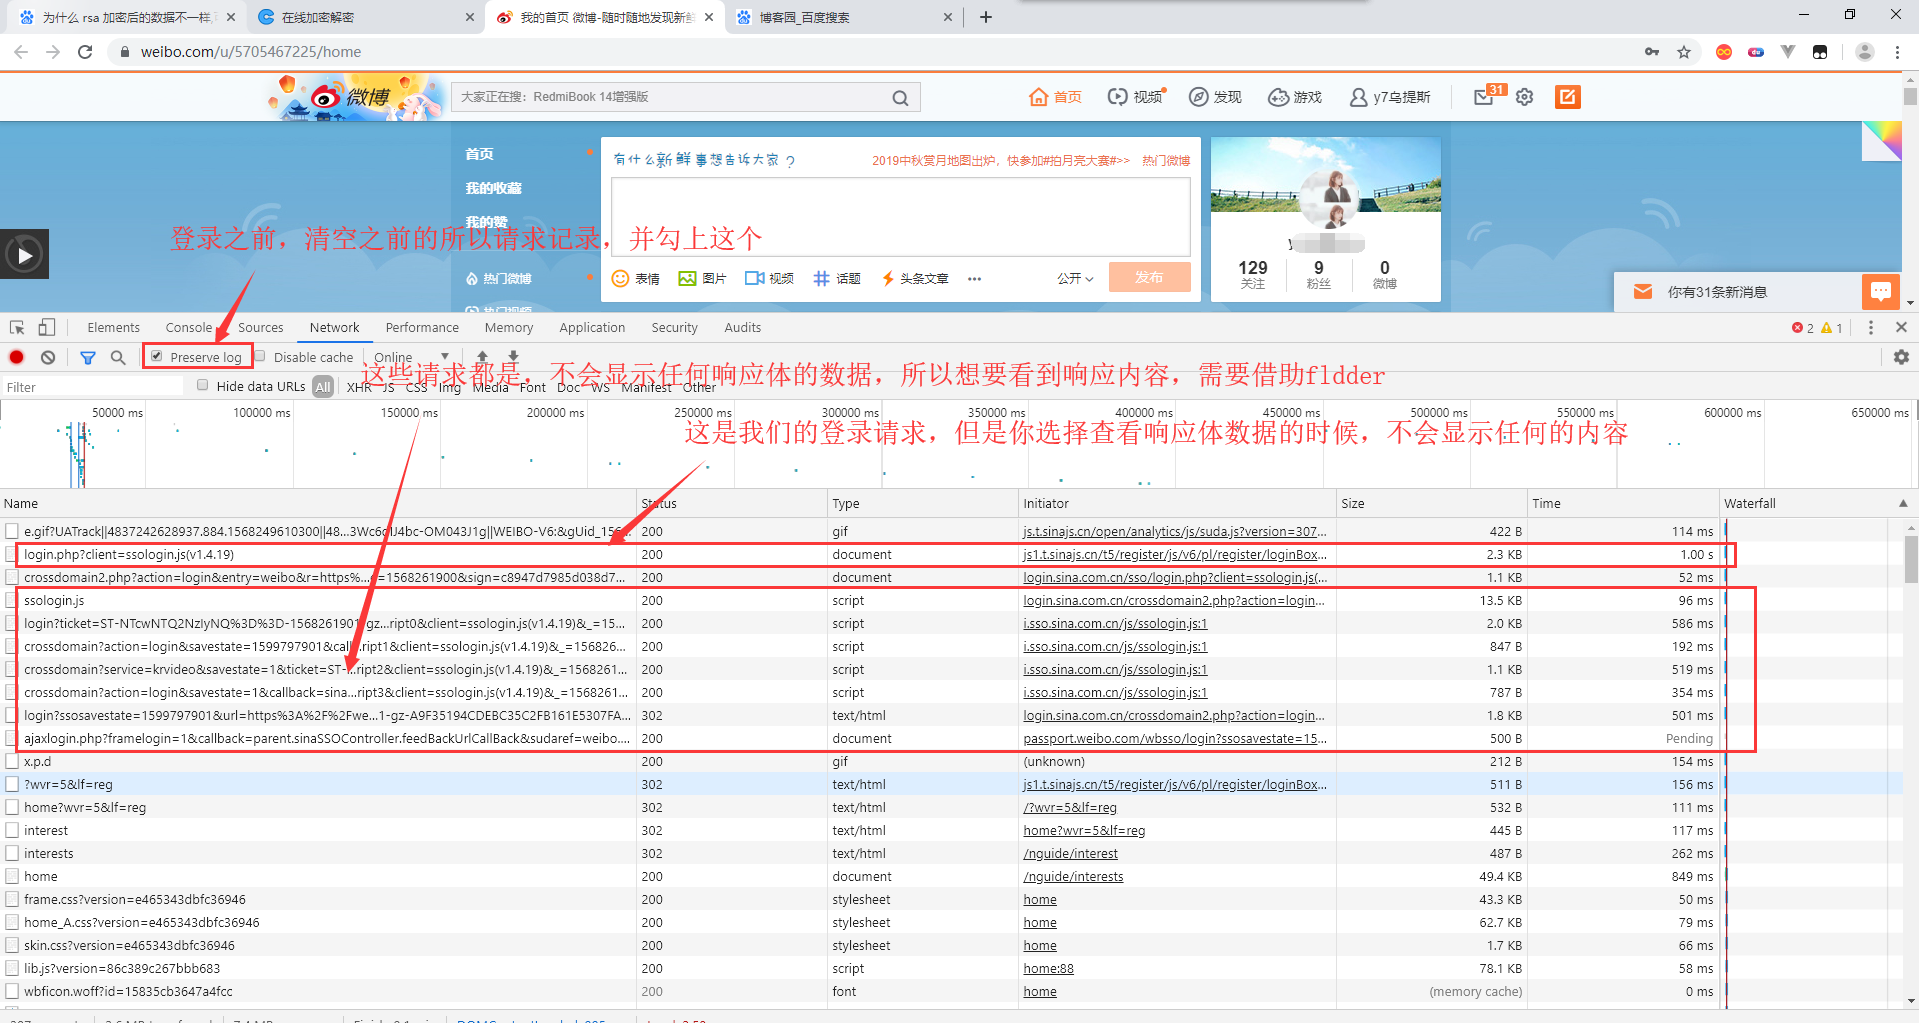 为什么 rsa 加密后的数据不一样,
在线加密解密
我的首页 微博-随时随地发现新鲜
博客园_百度搜索
weibo.com/u/5705467225/home
微博
大家正在搜：RedmiBook 14增强版
首页
视频
发现
游戏
y7乌提斯
31
首页
我的收藏
我的赞
热门微博
热门视频
有什么新鲜事想告诉大家？
2019中秋赏月地图出炉，快参加#拍月亮大赛#>>
热门微博
表情
图片
视频
话题
头条文章
公开
发布
129
关注
9
粉丝
0
微博
你有31条新消息
登录之前，清空之前的所以请求记录，并勾上这个
Elements Console Sources Network Performance Memory Application Security Audits
2 1
Preserve log Disable cache Online
这些请求都是，不会显示任何响应体的数据，所以想要看到响应内容，需要借助fldder
Filter Hide data URLs All XHR JS CSS Img Media Font Doc WS Manifest Other
50000 ms 100000 ms 150000 ms 200000 ms 250000 ms 300000 ms 350000 ms 400000 ms 450000 ms 500000 ms 550000 ms 600000 ms 650000 ms
这是我们的登录请求，但是你选择查看响应体数据的时候，不会显示任何的内容
Name Status Type Initiator Size Time Waterfall
e.gif?UATrack||4837242628937.884.1568249610300||48...3Wc6q1J4bc-OM043J1g||WEIBO-V6:&gUid_156... 200 gif js.t.sinajs.cn/open/analytics/js/suda.js?version=307... 422 B 114 ms
login.php?client=ssologin.js(v1.4.19) 200 document js1.t.sinajs.cn/t5/register/js/v6/pl/register/loginBox... 2.3 KB 1.00 s
crossdomain2.php?action=login&entry=weibo&r=https%...=1568261900&sign=c8947d7985d038d7... 200 document login.sina.com.cn/sso/login.php?client=ssologin.js(... 1.1 KB 52 ms
ssologin.js 200 script login.sina.com.cn/crossdomain2.php?action=login... 13.5 KB 96 ms
login?ticket=ST-NTcwNTQ2NzIyNQ%3D%3D-1568261901-gz...ript0&client=ssologin.js(v1.4.19)&_=15... 200 script i.sso.sina.com.cn/js/ssologin.js:1 2.0 KB 586 ms
crossdomain?action=login&savestate=1599797901&call...ript1&client=ssologin.js(v1.4.19)&_=156826... 200 script i.sso.sina.com.cn/js/ssologin.js:1 847 B 192 ms
crossdomain?service=krvideo&savestate=1&ticket=ST-...ript2&client=ssologin.js(v1.4.19)&_=1568261... 200 script i.sso.sina.com.cn/js/ssologin.js:1 1.1 KB 519 ms
crossdomain?action=login&savestate=1&callback=sina...ript3&client=ssologin.js(v1.4.19)&_=1568261... 200 script i.sso.sina.com.cn/js/ssologin.js:1 787 B 354 ms
login?ssosavestate=1599797901&url=https%3A%2F%2Fwe...1-gz-A9F35194CDEBC35C2FB161E5307FA... 302 text/html login.sina.com.cn/crossdomain2.php?action=login... 1.8 KB 501 ms
ajaxlogin.php?framelogin=1&callback=parent.sinaSSOController.feedBackUrlCallBack&sudaref=weibo.... 200 document passport.weibo.com/wbsso/login?ssosavestate=15... 500 B Pending
x.p.d 200 gif (unknown) 212 B 154 ms
?wvr=5&lf=reg 302 text/html js1.t.sinajs.cn/t5/register/js/v6/pl/register/loginBox... 511 B 156 ms
home?wvr=5&lf=reg 302 text/html /?wvr=5&lf=reg 532 B 111 ms
interest 302 text/html home?wvr=5&lf=reg 445 B 117 ms
interests 302 text/html /nguide/interest 487 B 262 ms
home 200 document /nguide/interests 49.4 KB 849 ms
frame.css?version=e465343dbfc36946 200 stylesheet home 43.3 KB 50 ms
home_A.css?version=e465343dbfc36946 200 stylesheet home 62.7 KB 79 ms
skin.css?version=e465343dbfc36946 200 stylesheet home 1.7 KB 66 ms
lib.js?version=86c389c267bbb683 200 script home:88 78.1 KB 58 ms
wbficon.woff?id=15835cb3647a4fcc 200 font home (memory cache) 0 ms